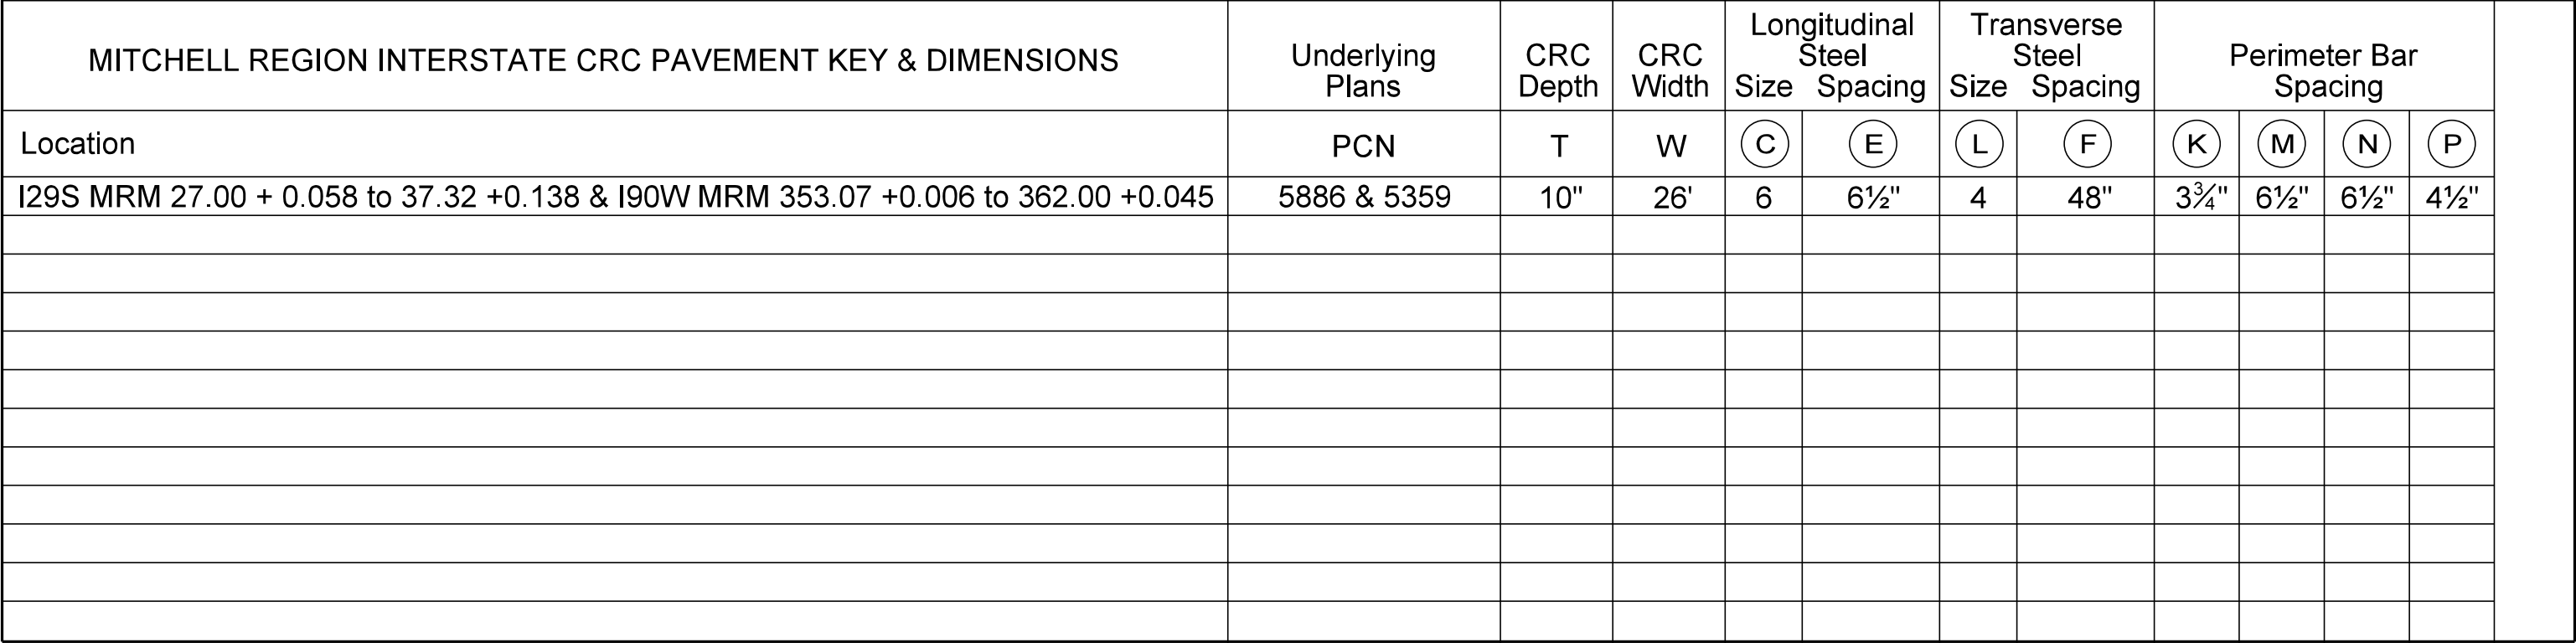 MITCHELL REGION INTERSTATE CRC PAVEMENT KEY & DIMENSIONS
Underlying
Plans
CRC
Depth
CRC
Width
Longitudinal
Steel
Size Spacing
Transverse
Steel
Size Spacing
Perimeter Bar
Spacing
Location PCN T W C E L F K M N P
I29S MRM 27.00 + 0.058 to 37.32 +0.138 & I90W MRM 353.07 +0.006 to 362.00 +0.045 5886 & 5359 10" 26' 6 6½" 4 48" 3¾" 6½" 6½" 4½"